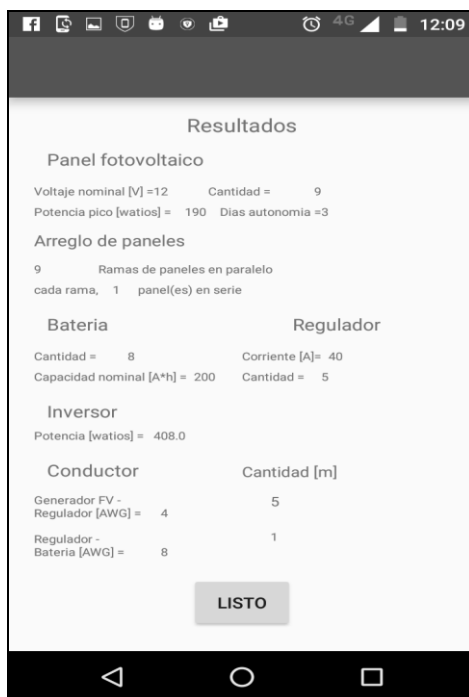 4G 12:09
Resultados
Panel fotovoltaico
Voltaje nominal [V] =12 Cantidad = 9
Potencia pico [watios] = 190 Dias autonomia =3
Arreglo de paneles
9 Ramas de paneles en paralelo
cada rama, 1 panel(es) en serie
Bateria Regulador
Cantidad = 8 Corriente [A]= 40
Capacidad nominal [A*h] = 200 Cantidad = 5
Inversor
Potencia [watios] = 408.0
Conductor Cantidad [m]
Generador FV -
Regulador [AWG] = 4 5
Regulador -
Bateria [AWG] = 8 1
LISTO